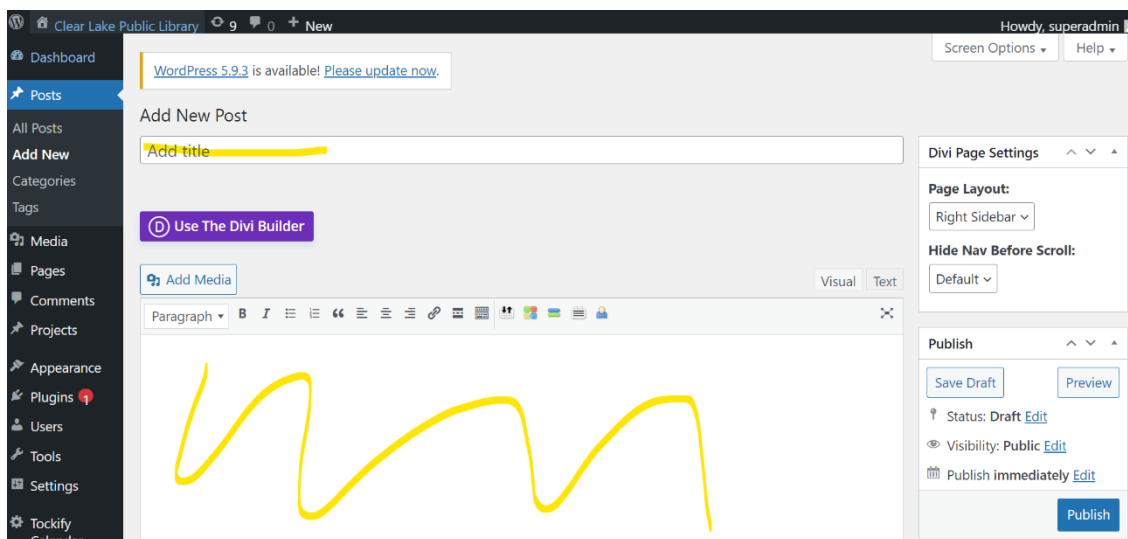 Clear Lake Public Library 9 0 New Howdy, superadmin
Screen Options Help
Dashboard
Posts
All Posts
Add New
Categories
Tags
Media
Pages
Comments
Projects
Appearance
Plugins 1
Users
Tools
Settings
Tockify
WordPress 5.9.3 is available! Please update now.
Add New Post
Add title
D Use The Divi Builder
Add Media
Visual Text
Paragraph B I
Divi Page Settings
Page Layout:
Right Sidebar
Hide Nav Before Scroll:
Default
Publish
Save Draft Preview
Status: Draft Edit
Visibility: Public Edit
Publish immediately Edit
Publish